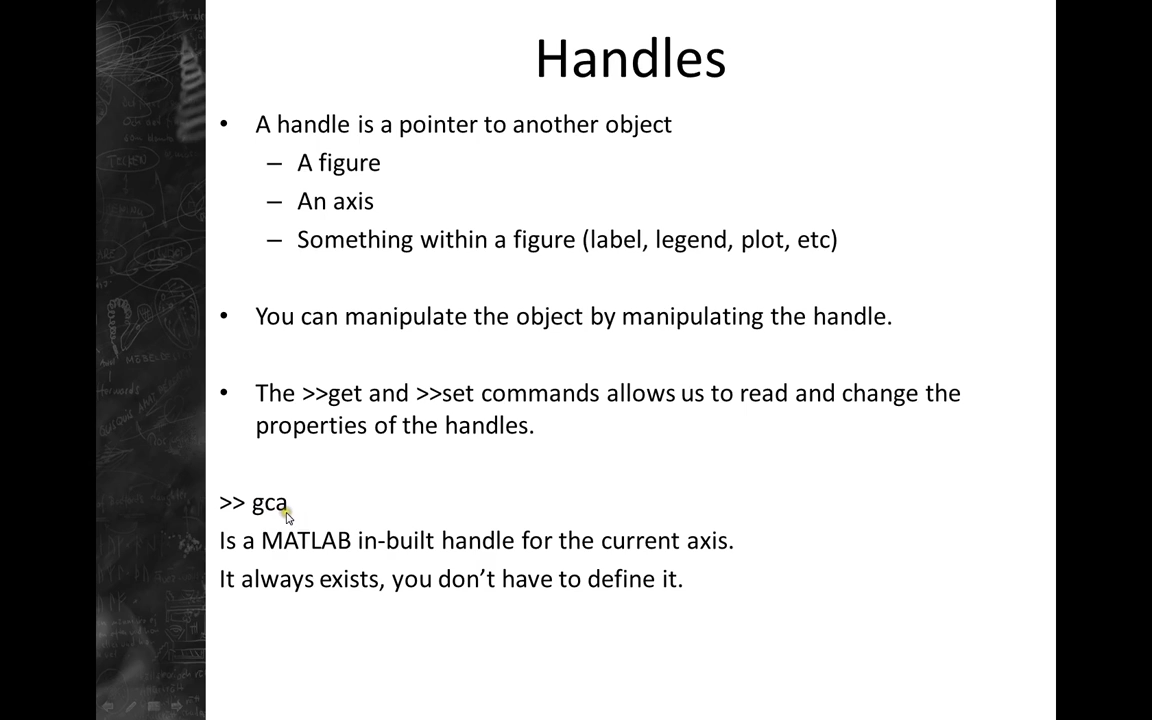 Handles
• A handle is a pointer to another object
– A figure
– An axis
– Something within a figure (label, legend, plot, etc)
• You can manipulate the object by manipulating the handle.
• The >>get and >>set commands allows us to read and change the
properties of the handles.
>> gca
Is a MATLAB in-built handle for the current axis.
It always exists, you don’t have to define it.